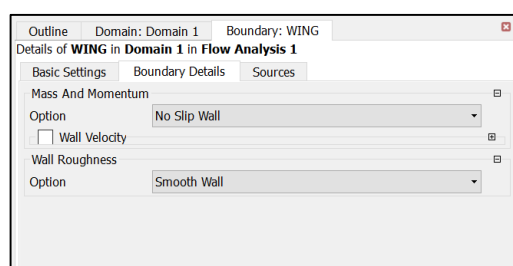 Outline Domain: Domain 1 Boundary: WING
Details of WING in Domain 1 in Flow Analysis 1
Basic Settings Boundary Details Sources
Mass And Momentum
Option No Slip Wall
Wall Velocity
Wall Roughness
Option Smooth Wall